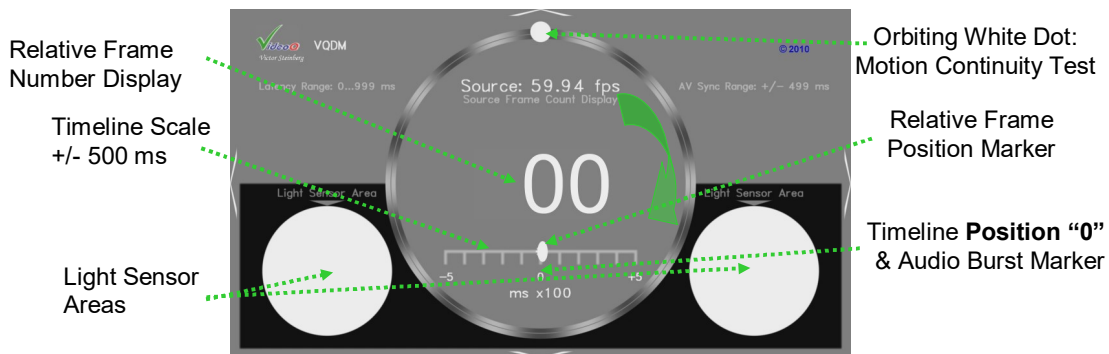 Relative Frame
Number Display
Timeline Scale
+/- 500 ms
Light Sensor
Areas
VideoQ
Victor Steinberg
VQDM
© 2010
Latency Range: 0...999 ms
Source: 59.94 fps
Source Frame Count Display
AV Sync Range: +/- 499 ms
00
Light Sensor Area
Light Sensor Area
-5
0
+5
ms x100
Orbiting White Dot:
Motion Continuity Test
Relative Frame
Position Marker
Timeline Position “0”
& Audio Burst Marker